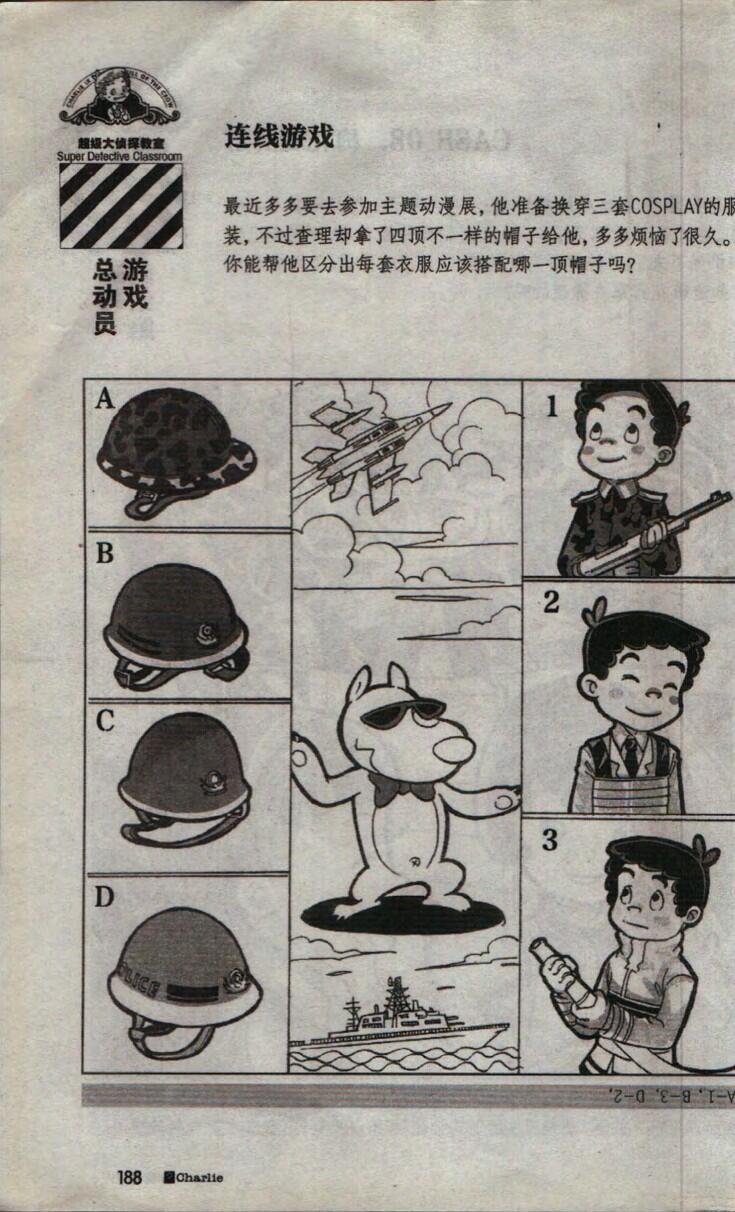 超级大侦探教室
Super Detective Classroom
游戏
总动员
连线游戏
最近多多要去参加主题动漫展,他准备换穿三套COSPLAY的服
装,不过查理却拿了四顶不一样的帽子给他,多多烦恼了很久。
你能帮他区分出每套衣服应该搭配哪一顶帽子吗?
A
B
C
D
LICE
1
2
3
A-1, B-3, D-2,
188 Charlie